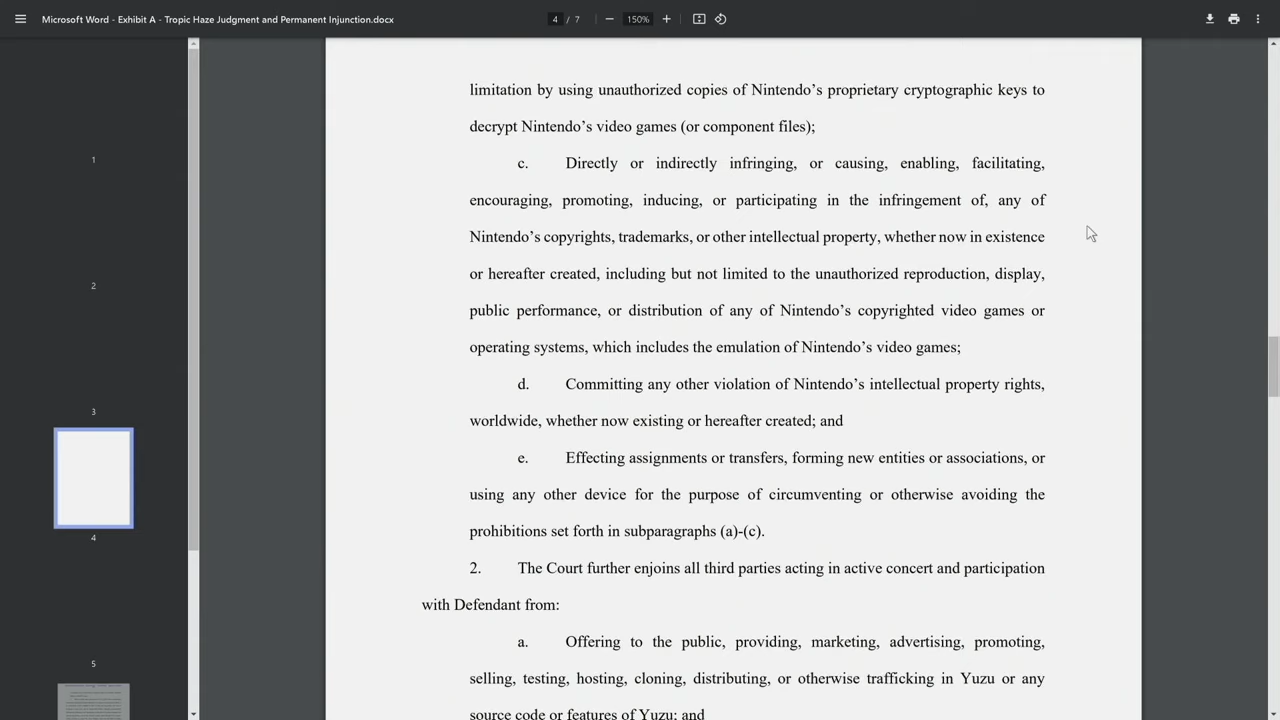 Microsoft Word - Exhibit A - Tropic Haze Judgment and Permanent Injunction.docx
4 / 7
150%
1
2
3
4
5
limitation by using unauthorized copies of Nintendo’s proprietary cryptographic keys to
decrypt Nintendo’s video games (or component files);
c. Directly or indirectly infringing, or causing, enabling, facilitating,
encouraging, promoting, inducing, or participating in the infringement of, any of
Nintendo’s copyrights, trademarks, or other intellectual property, whether now in existence
or hereafter created, including but not limited to the unauthorized reproduction, display,
public performance, or distribution of any of Nintendo’s copyrighted video games or
operating systems, which includes the emulation of Nintendo’s video games;
d. Committing any other violation of Nintendo’s intellectual property rights,
worldwide, whether now existing or hereafter created; and
e. Effecting assignments or transfers, forming new entities or associations, or
using any other device for the purpose of circumventing or otherwise avoiding the
prohibitions set forth in subparagraphs (a)-(c).
2. The Court further enjoins all third parties acting in active concert and participation
with Defendant from:
a. Offering to the public, providing, marketing, advertising, promoting,
selling, testing, hosting, cloning, distributing, or otherwise trafficking in Yuzu or any
source code or features of Yuzu; and